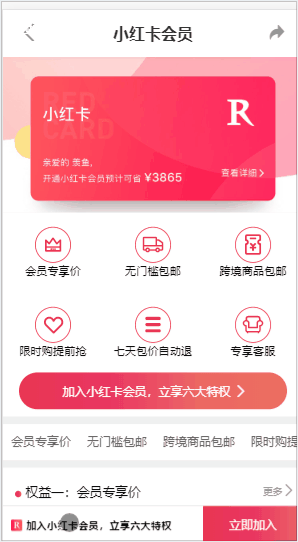 小红卡会员
RED
CARD
小红卡
R
亲爱的 羡鱼，
开通小红卡会员预计可省 ¥3865
查看详细
会员专享价
无门槛包邮
跨境商品包邮
限时购提前抢
七天包价自动退
专享客服
加入小红卡会员，立享六大特权
会员专享价 无门槛包邮 跨境商品包邮 限时购提
权益一：会员专享价
更多
R 加入小红卡会员，立享六大特权
立即加入